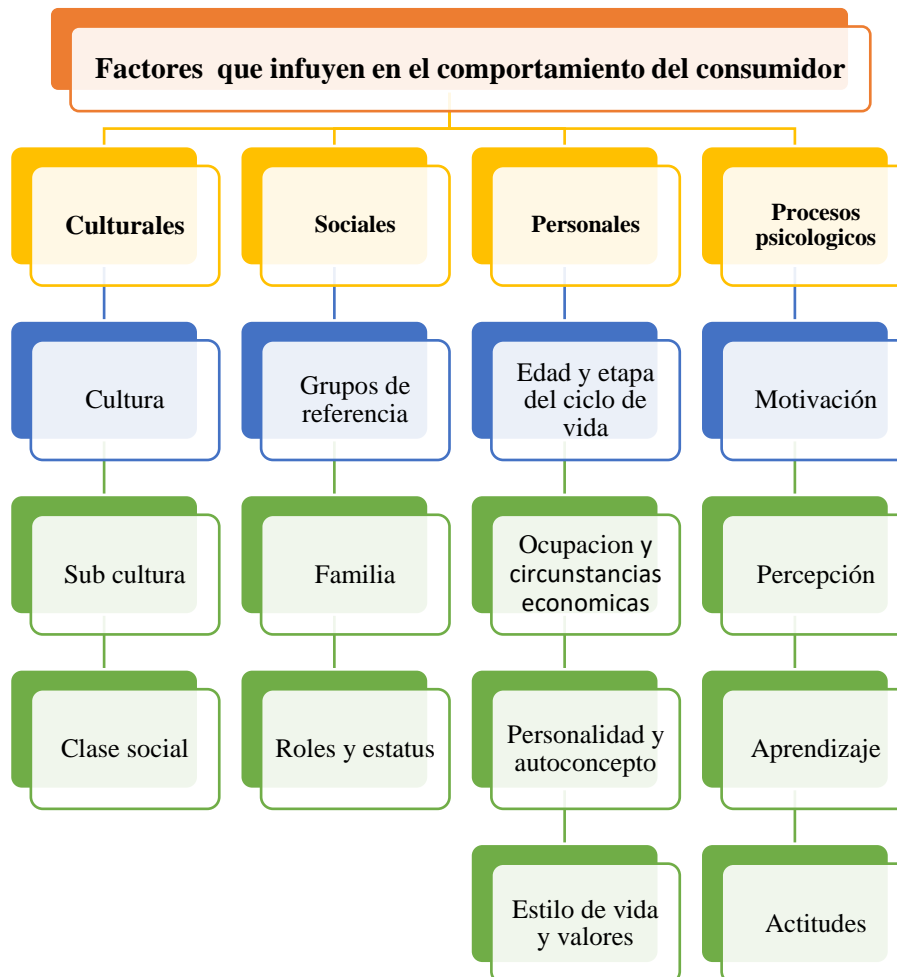 Factores  que infuyen en el comportamiento del consumidor
Culturales
Cultura
Sub cultura
Clase social
Sociales
Grupos de
referencia
Familia
Roles y estatus
Personales
Edad y etapa
del ciclo de
vida
Ocupacion y
circunstancias
economicas
Personalidad y
autoconcepto
Estilo de vida
y valores
Procesos
psicologicos
Motivación
Percepción
Aprendizaje
Actitudes